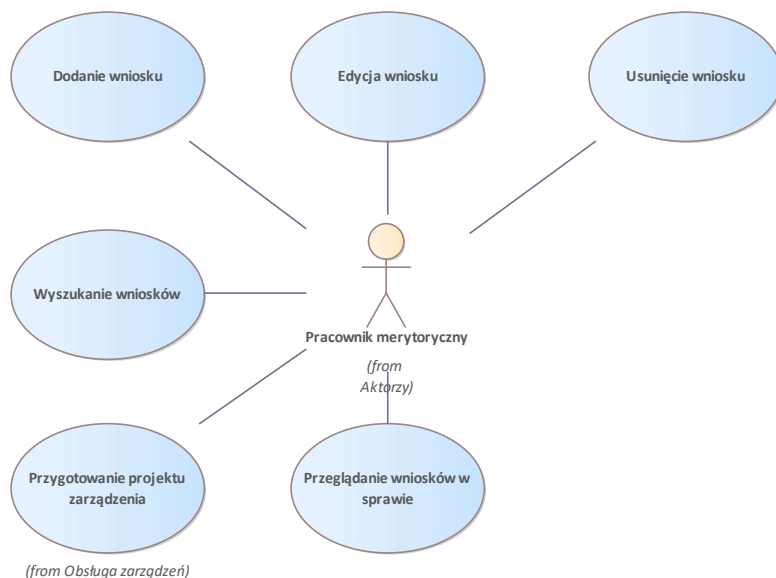 Dodanie wniosku
Edycja wniosku
Usunięcie wniosku
Wyszukanie wniosków
Pracownik merytoryczny
(from
Aktorzy)
Przygotowanie projektu
zarządzenia
Przeglądanie wniosków w
sprawie
(from Obsługa zarządzeń)